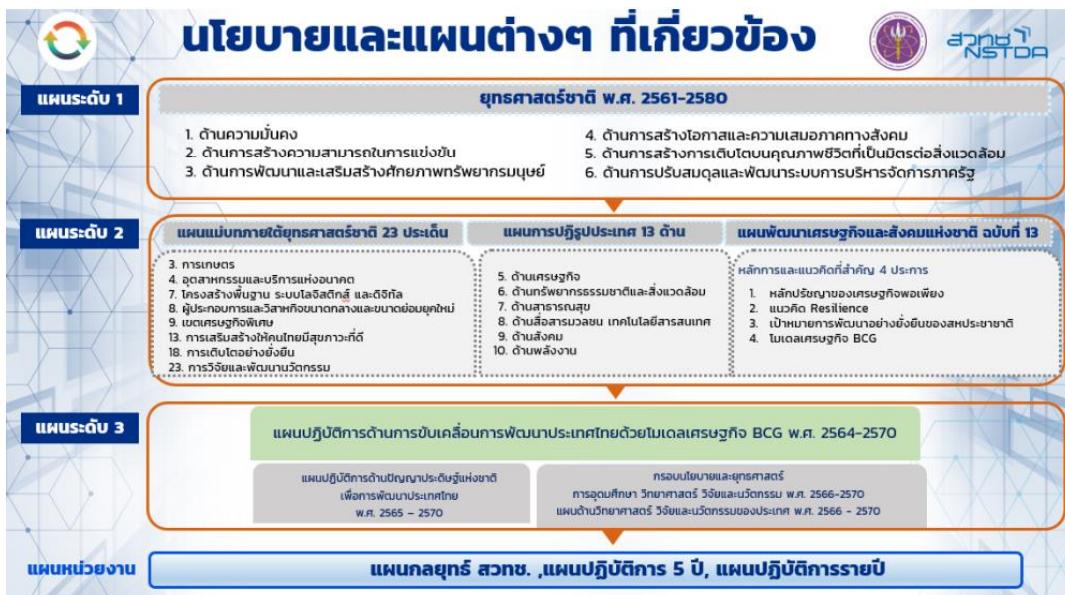 นโยบายและแผนต่างๆ ที่เกี่ยวข้อง
สวทช
NSTDA
แผนระดับ 1
ยุทธศาสตร์ชาติ พ.ศ. 2561-2580
1. ด้านความมั่นคง
2. ด้านการสร้างความสามารถในการแข่งขัน
3. ด้านการพัฒนาและเสริมสร้างศักยภาพทรัพยากรมนุษย์
4. ด้านการสร้างโอกาสและความเสมอภาคทางสังคม
5. ด้านการสร้างการเติบโตบนคุณภาพชีวิตที่เป็นมิตรต่อสิ่งแวดล้อม
6. ด้านการปรับสมดุลและพัฒนาระบบการบริหารจัดการภาครัฐ
แผนระดับ 2
แผนแม่บทภายใต้ยุทธศาสตร์ชาติ 23 ประเด็น
3. การเกษตร
4. อุตสาหกรรมและบริการแห่งอนาคต
7. โครงสร้างพื้นฐาน ระบบโลจิสติกส์ และดิจิทัล
8. ผู้ประกอบการและวิสาหกิจขนาดกลางและขนาดย่อมยุคใหม่
9. เขตเศรษฐกิจพิเศษ
13. การเสริมสร้างให้คนไทยมีสุขภาวะที่ดี
18. การเติบโตอย่างยั่งยืน
23. การวิจัยและพัฒนานวัตกรรม
แผนการปฏิรูปประเทศ 13 ด้าน
5. ด้านเศรษฐกิจ
6. ด้านทรัพยากรธรรมชาติและสิ่งแวดล้อม
7. ด้านสาธารณสุข
8. ด้านสื่อสารมวลชน เทคโนโลยีสารสนเทศ
9. ด้านสังคม
10. ด้านพลังงาน
แผนพัฒนาเศรษฐกิจและสังคมแห่งชาติ ฉบับที่ 13
หลักการและแนวคิดที่สำคัญ 4 ประการ
1. หลักปรัชญาของเศรษฐกิจพอเพียง
2. แนวคิด Resilience
3. เป้าหมายการพัฒนาอย่างยั่งยืนของสหประชาชาติ
4. โมเดลเศรษฐกิจ BCG
แผนระดับ 3
แผนปฏิบัติการด้านการขับเคลื่อนการพัฒนาประเทศไทยด้วยโมเดลเศรษฐกิจ BCG พ.ศ. 2564-2570
แผนปฏิบัติการด้านปัญญาประดิษฐ์แห่งชาติ
เพื่อการพัฒนาประเทศไทย
พ.ศ. 2565 – 2570
กรอบนโยบายและยุทธศาสตร์
การอุดมศึกษา วิทยาศาสตร์ วิจัยและนวัตกรรม พ.ศ. 2566-2570
แผนด้านวิทยาศาสตร์ วิจัยและนวัตกรรมของประเทศ พ.ศ. 2566 - 2570
แผนหน่วยงาน
แผนกลยุทธ์ สวทช. ,แผนปฏิบัติการ 5 ปี, แผนปฏิบัติการรายปี